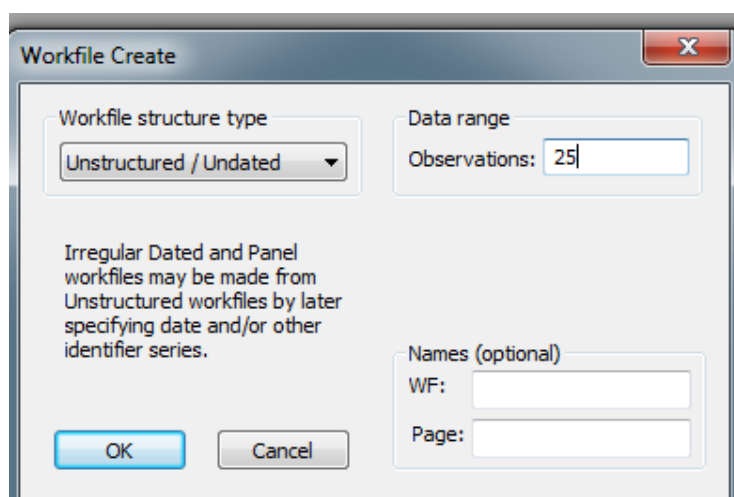 Workfile Create
Workfile structure type
Unstructured / Undated
Data range
Observations: 25
Irregular Dated and Panel
workfiles may be made from
Unstructured workfiles by later
specifying date and/or other
identifier series.
Names (optional)
WF:
Page:
OK
Cancel